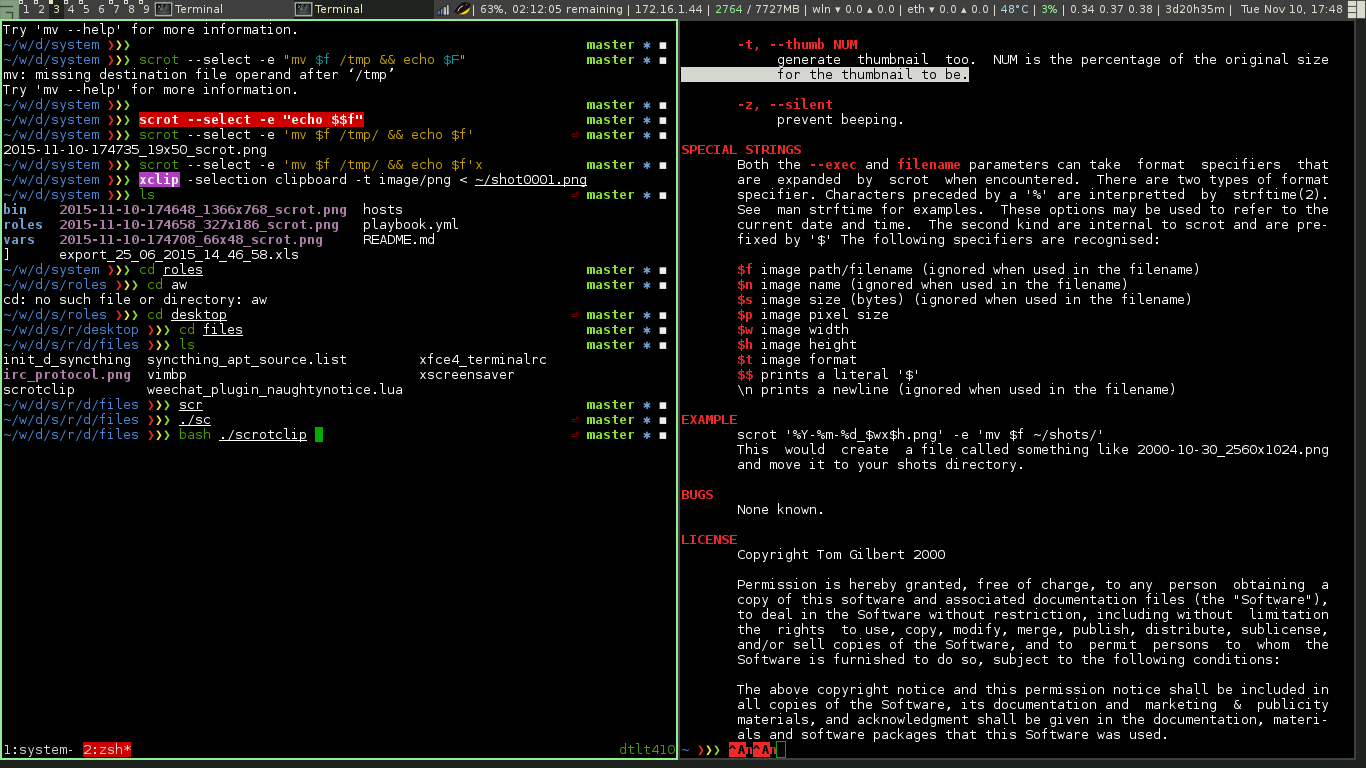 1 2 3 4 5 6 7 8 9 Terminal Terminal | 63%, 02:12:05 remaining | 172.16.1.44 | 2764 / 7727MB | wln ▾ 0.0 ▴ 0.0 | eth ▾ 0.0 ▴ 0.0 | 48°C | 3% | 0.34 0.37 0.38 | 3d20h35m | Tue Nov 10, 17:48
Try 'mv --help' for more information.
~/w/d/system ❯❯❯ master ✱ ◼
~/w/d/system ❯❯❯ scrot --select -e "mv $f /tmp && echo $F" master ✱ ◼
mv: missing destination file operand after ‘/tmp’
Try 'mv --help' for more information.
~/w/d/system ❯❯❯ master ✱ ◼
~/w/d/system ❯❯❯ scrot --select -e "echo $$f" master ✱ ◼
~/w/d/system ❯❯❯ scrot --select -e 'mv $f /tmp/ && echo $f' ⏎ master ✱ ◼
2015-11-10-174735_19x50_scrot.png
~/w/d/system ❯❯❯ scrot --select -e 'mv $f /tmp/ && echo $f'x master ✱ ◼
~/w/d/system ❯❯❯ xclip -selection clipboard -t image/png < ~/shot0001.png
~/w/d/system ❯❯❯ ls ⏎ master ✱ ◼
bin 2015-11-10-174648_1366x768_scrot.png hosts
roles 2015-11-10-174658_327x186_scrot.png playbook.yml
vars 2015-11-10-174708_66x48_scrot.png README.md
] export_25_06_2015_14_46_58.xls
~/w/d/system ❯❯❯ cd roles master ✱ ◼
~/w/d/s/roles ❯❯❯ cd aw master ✱ ◼
cd: no such file or directory: aw
~/w/d/s/roles ❯❯❯ cd desktop ⏎ master ✱ ◼
~/w/d/s/r/desktop ❯❯❯ cd files master ✱ ◼
~/w/d/s/r/d/files ❯❯❯ ls master ✱ ◼
init_d_syncthing syncthing_apt_source.list xfce4_terminalrc
irc_protocol.png vimbp xscreensaver
scrotclip weechat_plugin_naughtynotice.lua
~/w/d/s/r/d/files ❯❯❯ scr master ✱ ◼
~/w/d/s/r/d/files ❯❯❯ ./sc ⏎ master ✱ ◼
~/w/d/s/r/d/files ❯❯❯ bash ./scrotclip ⏎ master ✱ ◼
1:system- 2:zsh* dtlt410
-t, --thumb NUM
generate thumbnail too. NUM is the percentage of the original size
for the thumbnail to be.
-z, --silent
prevent beeping.
SPECIAL STRINGS
Both the --exec and filename parameters can take format specifiers that
are expanded by scrot when encountered. There are two types of format
specifier. Characters preceded by a '%' are interpretted by strftime(2).
See man strftime for examples. These options may be used to refer to the
current date and time. The second kind are internal to scrot and are pre-
fixed by '$' The following specifiers are recognised:
$f image path/filename (ignored when used in the filename)
$n image name (ignored when used in the filename)
$s image size (bytes) (ignored when used in the filename)
$p image pixel size
$w image width
$h image height
$t image format
$$ prints a literal '$'
\n prints a newline (ignored when used in the filename)
EXAMPLE
scrot '%Y-%m-%d_$wx$h.png' -e 'mv $f ~/shots/'
This would create a file called something like 2000-10-30_2560x1024.png
and move it to your shots directory.
BUGS
None known.
LICENSE
Copyright Tom Gilbert 2000
Permission is hereby granted, free of charge, to any person obtaining a
copy of this software and associated documentation files (the "Software"),
to deal in the Software without restriction, including without limitation
the rights to use, copy, modify, merge, publish, distribute, sublicense,
and/or sell copies of the Software, and to permit persons to whom the
Software is furnished to do so, subject to the following conditions:
The above copyright notice and this permission notice shall be included in
all copies of the Software, its documentation and marketing & publicity
materials, and acknowledgment shall be given in the documentation, materi-
als and software packages that this Software was used.
~ ❯❯❯ ^An^An